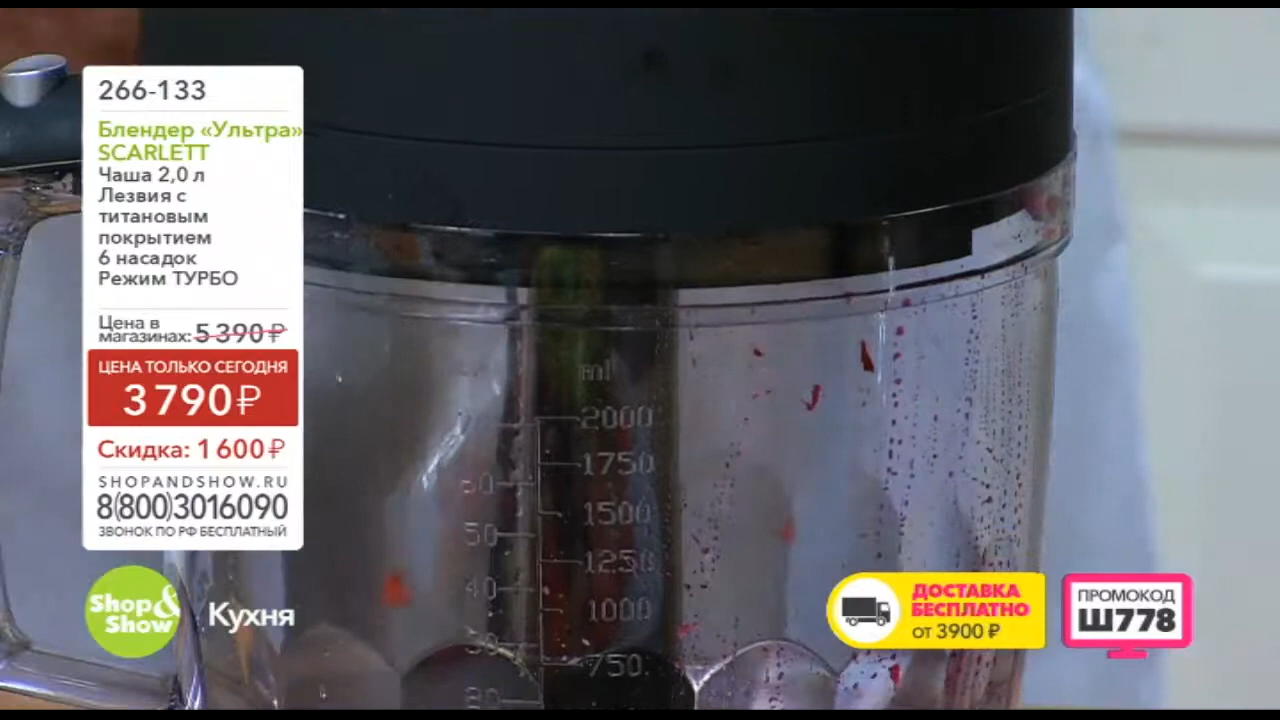 266-133
Блендер «Ультра»
SCARLETT
Чаша 2,0 л
Лезвия с
титановым
покрытием
6 насадок
Режим ТУРБО
Цена в
магазинах: 5 390 ₽
ЦЕНА ТОЛЬКО СЕГОДНЯ
3 790 ₽
Скидка: 1 600 ₽
SHOPANDSHOW.RU
8(800)3016090
ЗВОНОК ПО РФ БЕСПЛАТНЫЙ
Shop&
Show
Кухня
ml
2000
1750
60
1500
50
1250
40
1000
30
750
ДОСТАВКА
БЕСПЛАТНО
от 3900 ₽
ПРОМОКОД
Ш778